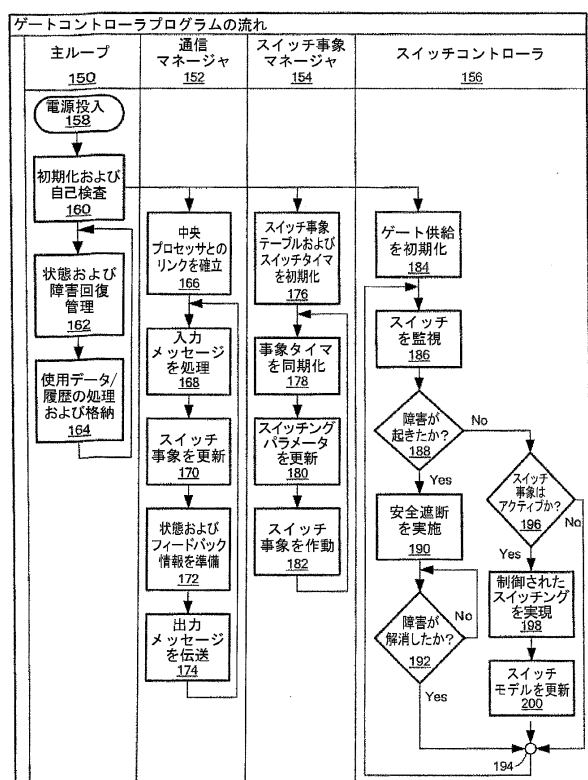 ゲートコントローラプログラムの流れ
主ループ
150
通信
マネージャ
152
スイッチ事象
マネージャ
154
スイッチコントローラ
156
電源投入
158
初期化および
自己検査
160
状態および
障害回復
管理
162
使用データ/
履歴の処理
および格納
164
中央
プロセッサとの
リンクを確立
166
入力
メッセージ
を処理
168
スイッチ
事象を更新
170
状態および
フィードバック
情報を準備
172
出力
メッセージ
を伝送
174
スイッチ事象
テーブルおよび
スイッチタイマ
を初期化
176
事象タイマ
を同期化
178
スイッチング
パラメータ
を更新
180
スイッチ
事象を作動
182
ゲート供給
を初期化
184
スイッチ
を監視
186
障害が
起きたか?
188
No
Yes
安全遮断
を実施
190
障害が
解消したか?
192
No
Yes
スイッチ
事象は
アクティブか?
196
No
Yes
制御された
スイッチング
を実現
198
スイッチ
モデルを更新
200
194